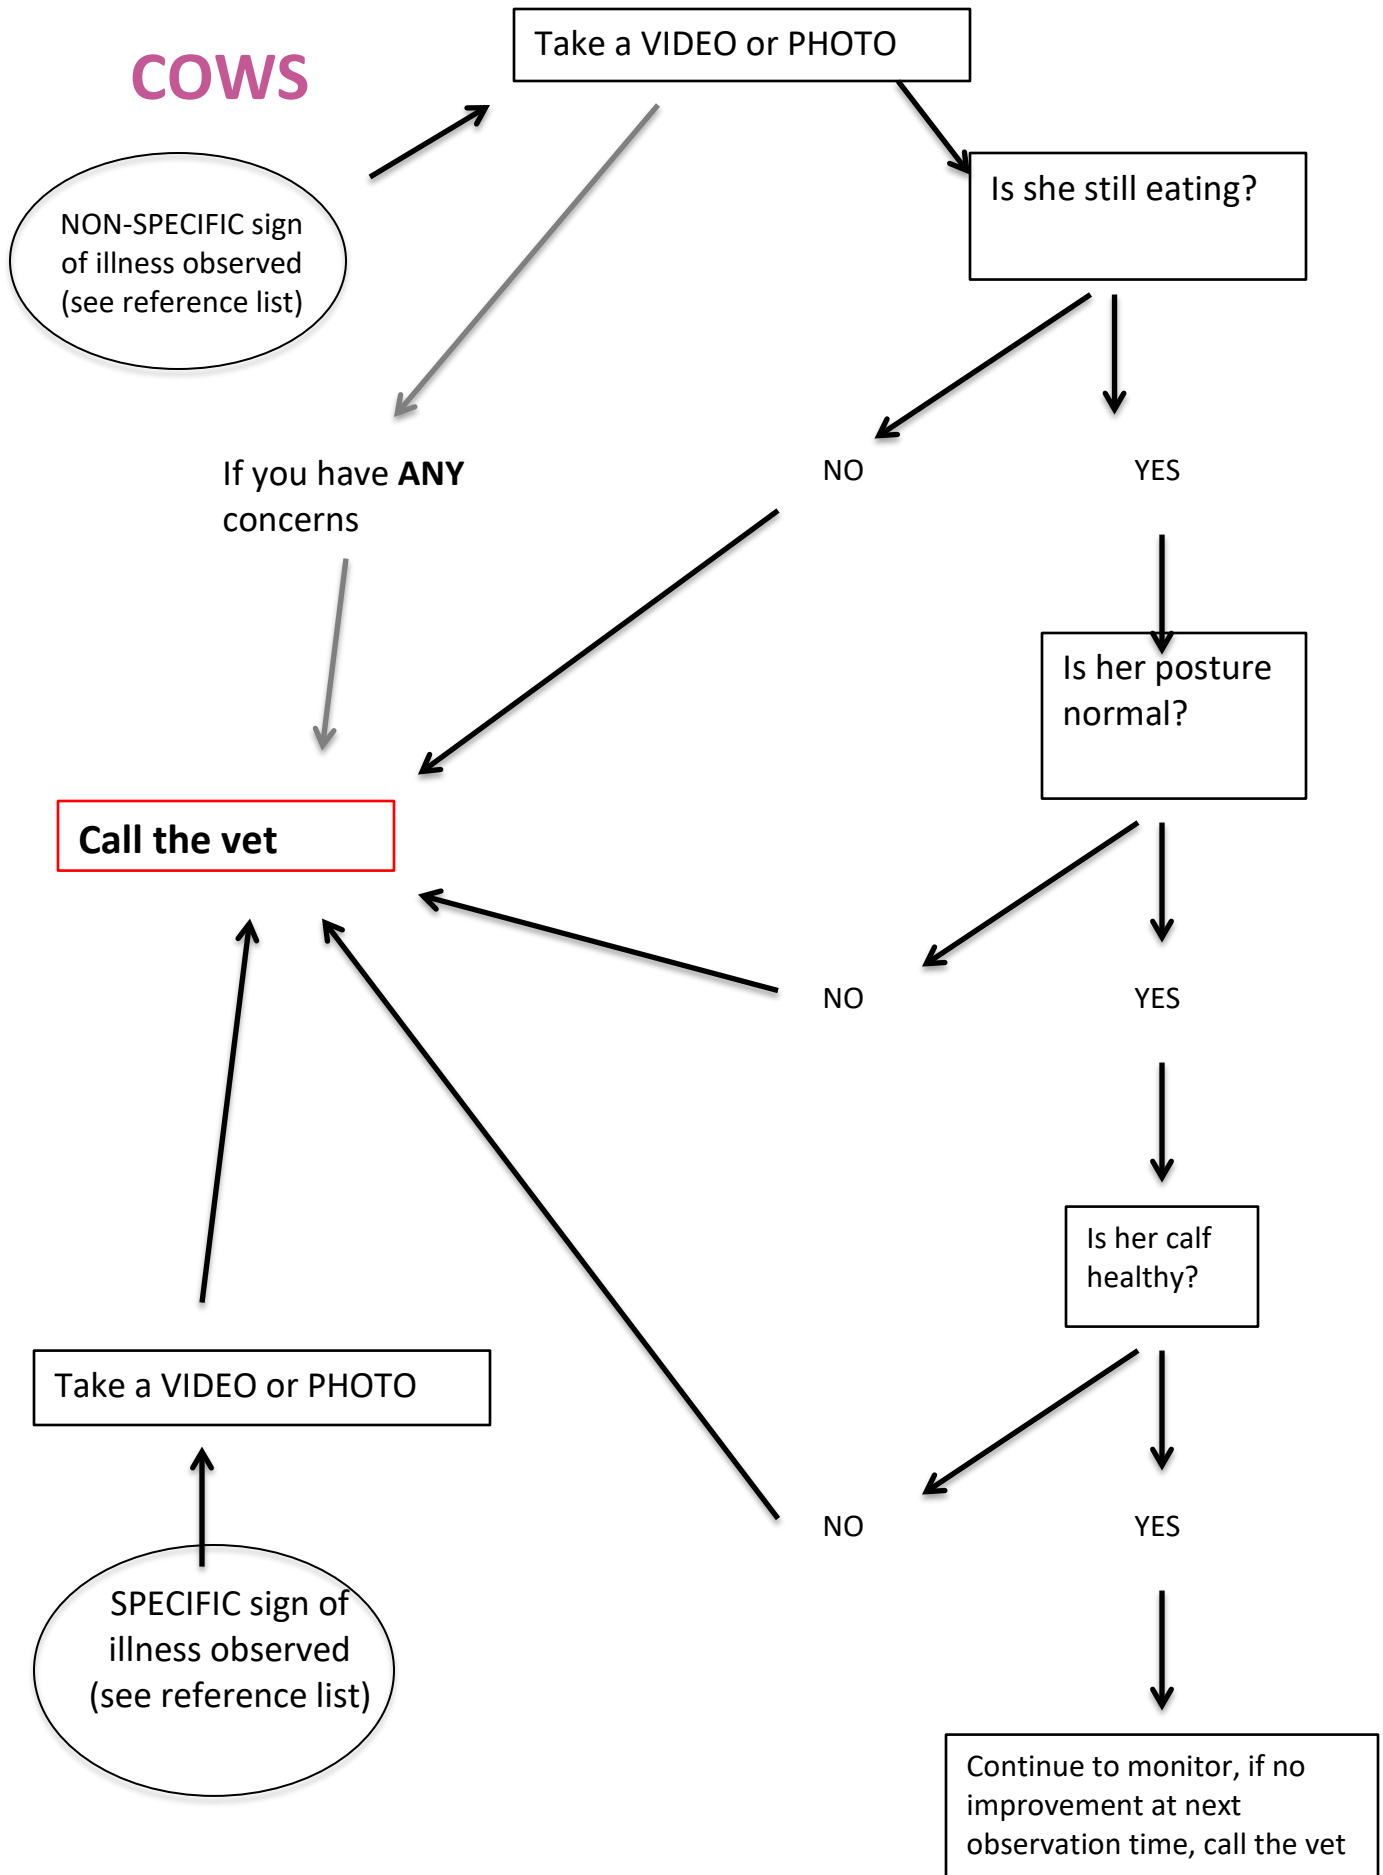 COWS
Take a VIDEO or PHOTO
NON-SPECIFIC sign
of illness observed
(see reference list)
Is she still eating?
If you have ANY
concerns
NO
YES
Is her posture
normal?
Call the vet
NO
YES
Is her calf
healthy?
Take a VIDEO or PHOTO
NO
YES
SPECIFIC sign of
illness observed
(see reference list)
Continue to monitor, if no
improvement at next
observation time, call the vet